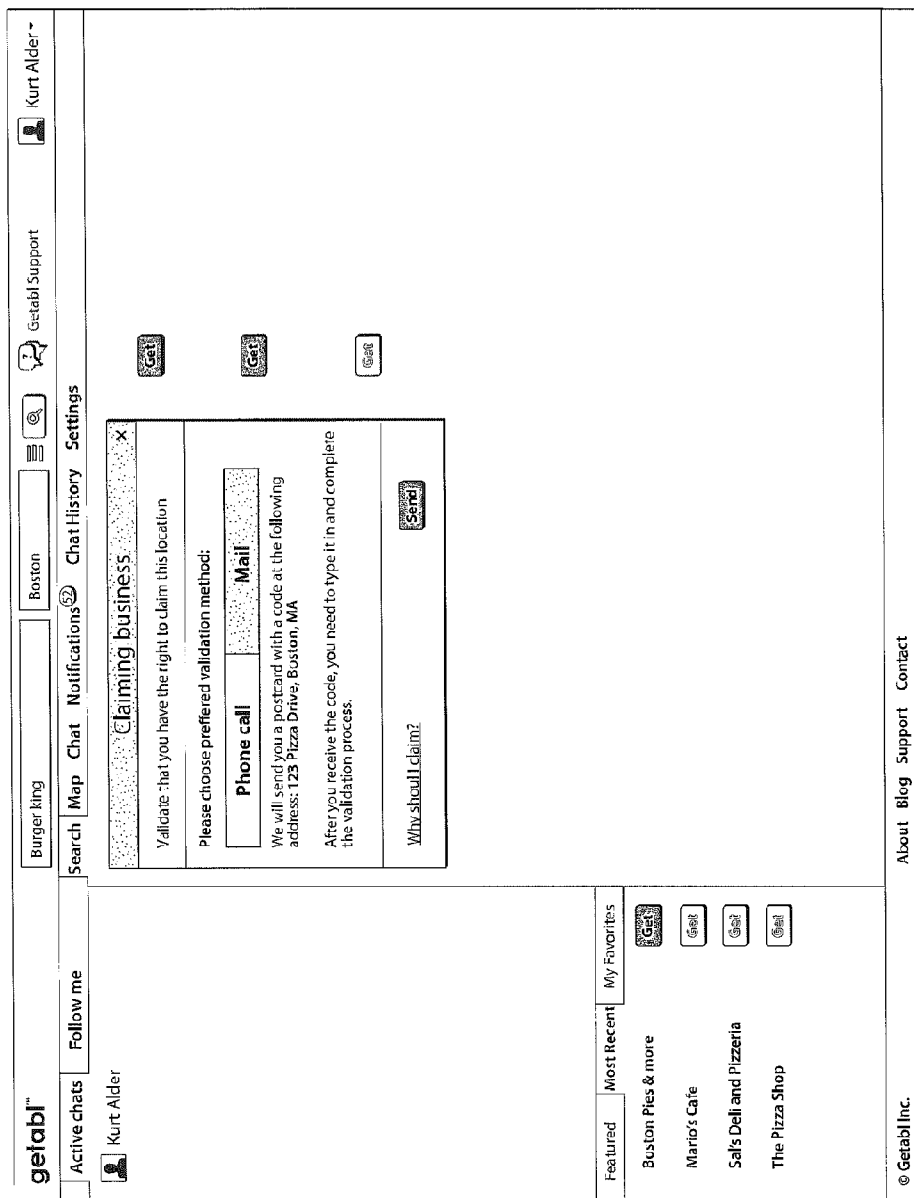 getabl™
Burger king
Boston
Getabl Support
Kurt Alder
Active chats
Follow me
Search
Map
Chat
Notifications 52
Chat History
Settings
Kurt Alder
Claiming business
×
Validate that you have the right to claim this location
Please choose preffered validation method:
Phone call
Mail
We will send you a postcard with a code at the following
address: 123 Pizza Drive, Boston, MA
After you receive the code, you need to type it in and complete
the validation process.
Why shoul I claim?
Send
Get
Get
Get
Featured
Most Recent
My Favorites
Boston Pies & more
Get
Mario's Cafe
Get
Sal's Deli and Pizzeria
Get
The Pizza Shop
Get
© Getabl Inc.
About
Blog
Support
Contact